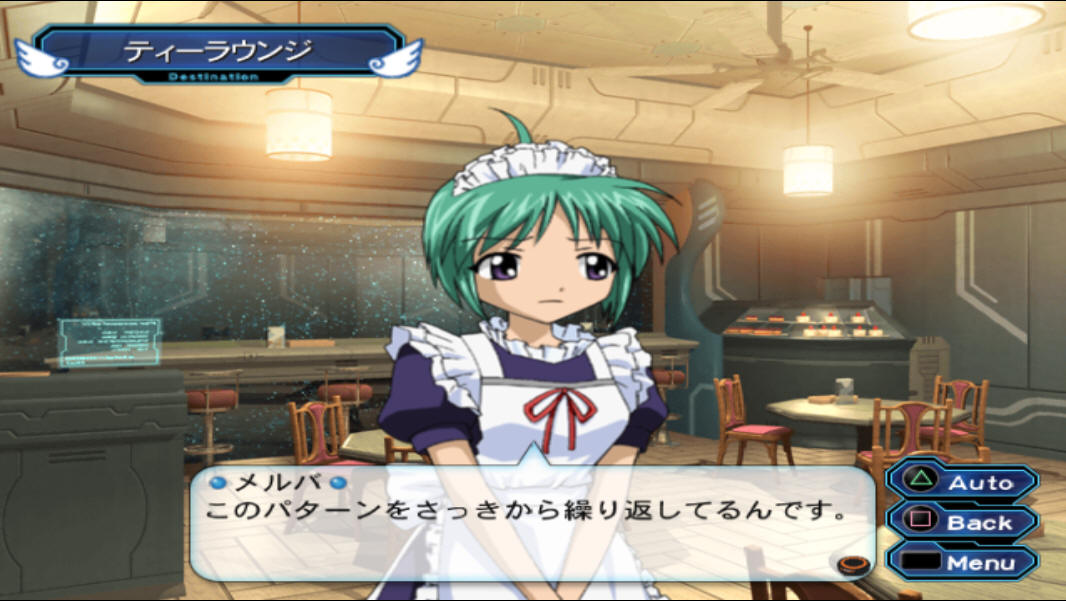 ティーラウンジ
Destination
メルバ
このパターンをさっきから繰り返してるんです。
Auto
Back
Menu